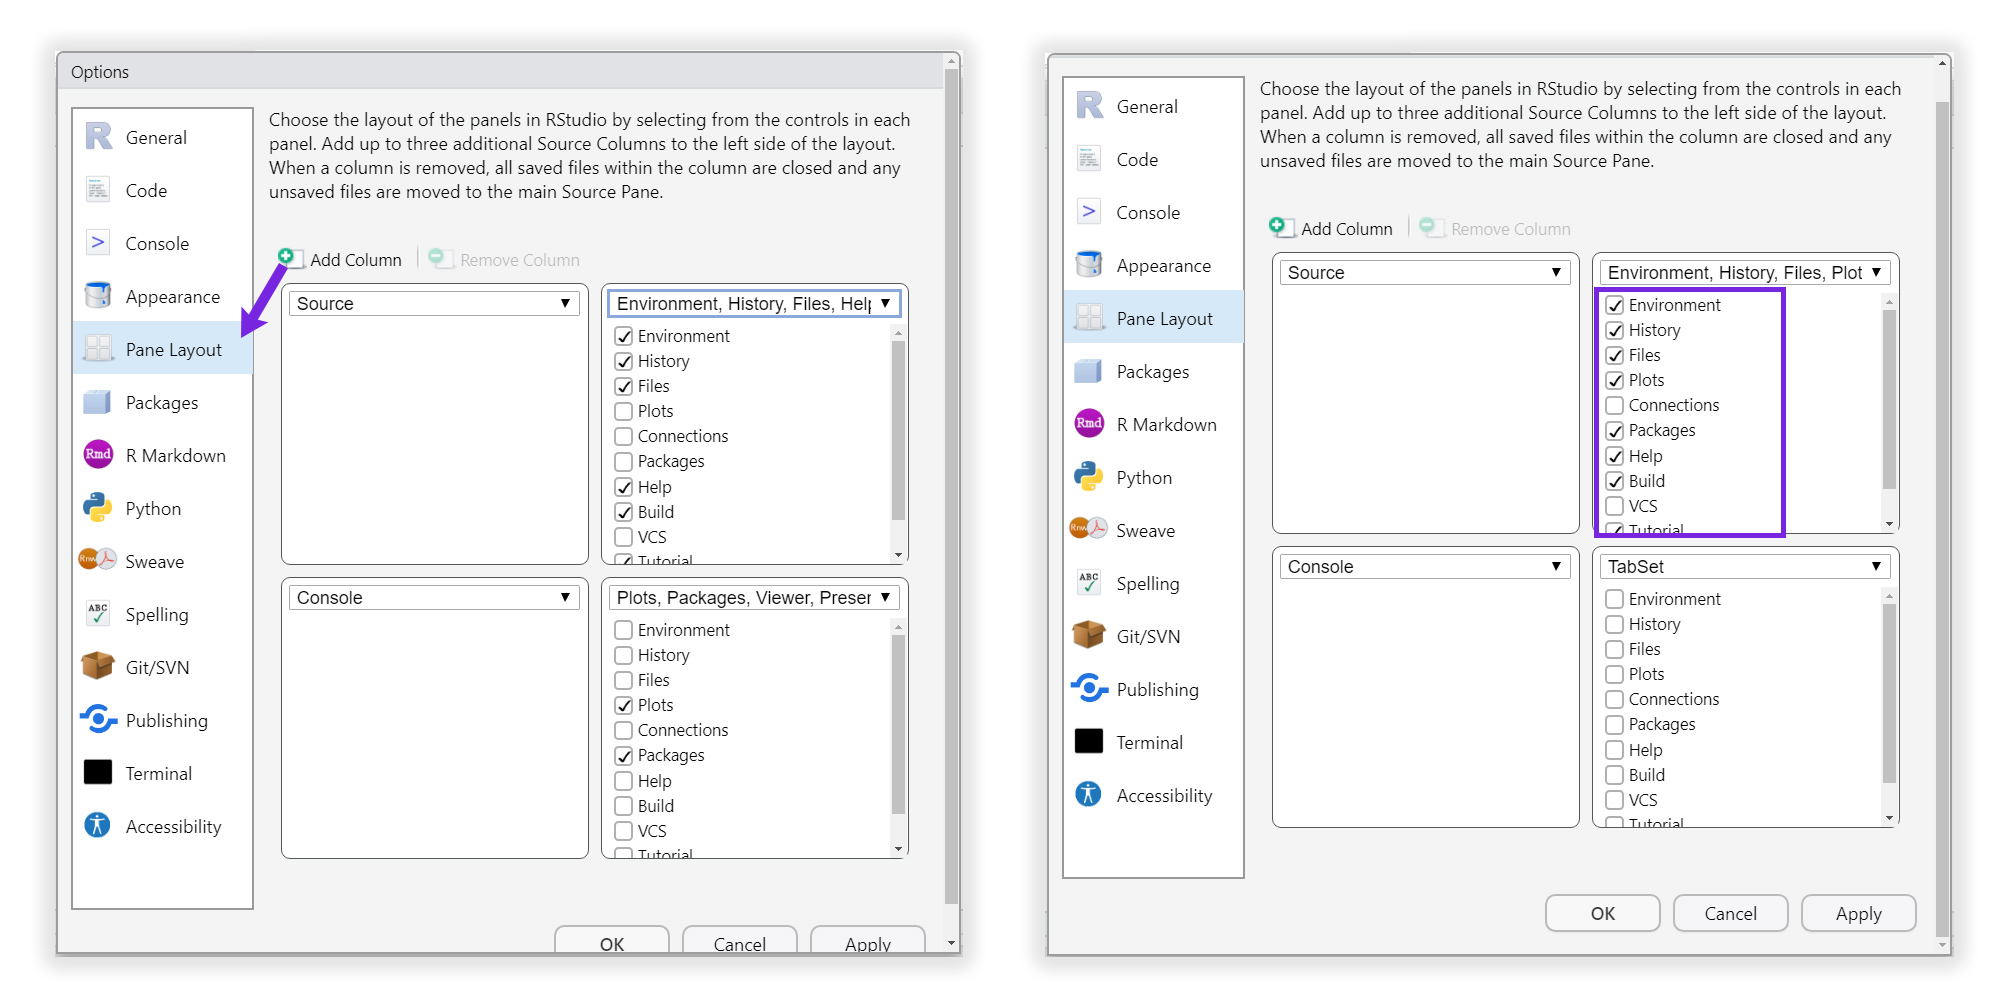 Options
General
Code
Console
Appearance
Pane Layout
Packages
Rmd R Markdown
Python
Rnw Sweave
ABC Spelling
Git/SVN
Publishing
Terminal
Accessibility
Choose the layout of the panels in RStudio by selecting from the controls in each
panel. Add up to three additional Source Columns to the left side of the layout.
When a column is removed, all saved files within the column are closed and any
unsaved files are moved to the main Source Pane.
Add Column
Remove Column
Source
Environment, History, Files, Help
Environment
History
Files
Plots
Connections
Packages
Help
Build
VCS
Tutorial
Console
Plots, Packages, Viewer, Preser
Environment
History
Files
Plots
Connections
Packages
Help
Build
VCS
Tutorial
OK
Cancel
Apply
General
Code
Console
Appearance
Pane Layout
Packages
Rmd R Markdown
Python
Rnw Sweave
ABC Spelling
Git/SVN
Publishing
Terminal
Accessibility
Choose the layout of the panels in RStudio by selecting from the controls in each
panel. Add up to three additional Source Columns to the left side of the layout.
When a column is removed, all saved files within the column are closed and any
unsaved files are moved to the main Source Pane.
Add Column
Remove Column
Source
Environment, History, Files, Plot
Environment
History
Files
Plots
Connections
Packages
Help
Build
VCS
Tutorial
Console
TabSet
Environment
History
Files
Plots
Connections
Packages
Help
Build
VCS
Tutorial
OK
Cancel
Apply